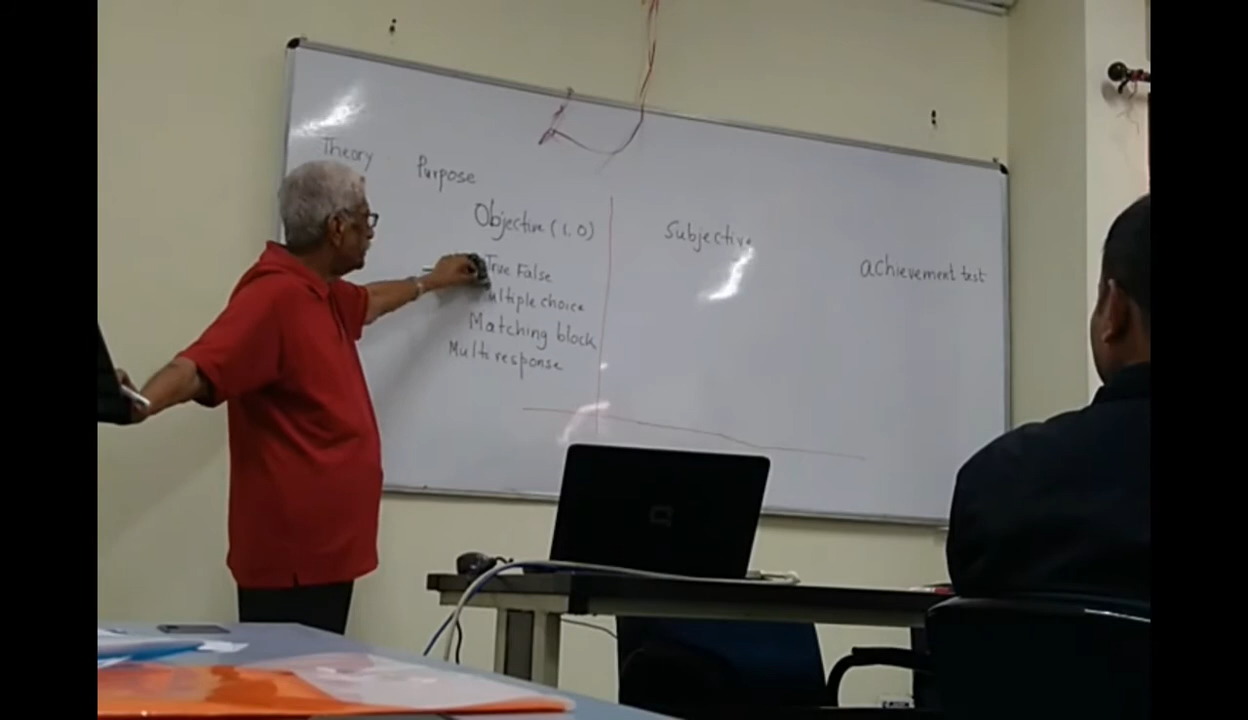 Theory
Purpose
Objective (1, 0)
Subjective
achievement test
True False
ultiple choice
Matching block
Multi response